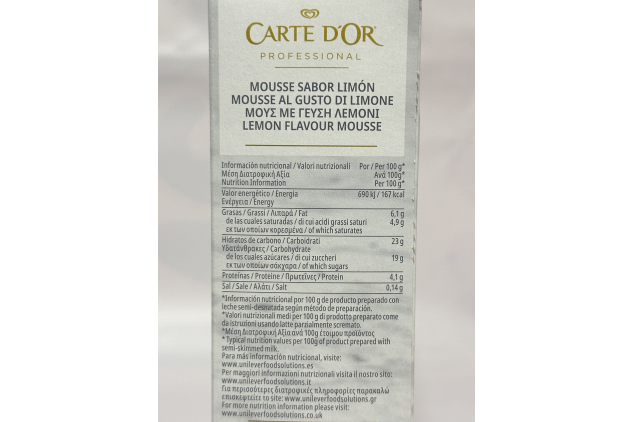 CARTE D'OR
PROFESSIONAL
MOUSSE SABOR LIMÓN
MOUSSE AL GUSTO DI LIMONE
ΜΟΥΣ ΜΕ ΓΕΥΣΗ ΛΕΜΟΝΙ
LEMON FLAVOUR MOUSSE
Información nutricional / Valori nutrizionali Por / Per 100 g*
Μέση Διατροφική Αξία Ανά 100g*
Nutrition Information Per 100 g*
Valor energético / Energia 690 kJ / 167 kcal
Ενέργεια / Energy
Grasas / Grassi / Λιπαρά / Fat 6,1 g
de las cuales saturadas / di cui acidi grassi saturi 4,9 g
εκ των οποίων κορεσμένα / of which saturates
Hidratos de carbono / Carboidrati 23 g
Υδατάνθρακες / Carbohydrate
de los cuales azúcares / di cui zuccheri 19 g
εκ των οποίων σάκχαρα / of which sugars
Proteínas / Proteine / Πρωτεΐνες / Protein 4,1 g
Sal / Sale / Αλάτι / Salt 0,14 g
*Información nutricional por 100 g de producto preparado con
leche semi-desnatada según método de preparación.
*Valori nutrizionali medi per 100 g di prodotto preparato come
da istruzioni usando latte parzialmente scremato.
*Μέση Διατροφική Αξία ανά 100g έτοιμου προϊόντος
*Typical nutrition values per 100g of product prepared with
semi-skimmed milk.
Para más información nutricional, visite:
www.unileverfoodsolutions.es
Per maggiori informazioni nutrizionali visita il nostro sito:
www.unileverfoodsolutions.it
Για περισσότερες διατροφικές πληροφορίες παρακαλώ
επισκεφτείτε το site: www.unileverfoodsolutions.gr
For more nutrition information please visit:
www.unileverfoodsolutions.co.uk